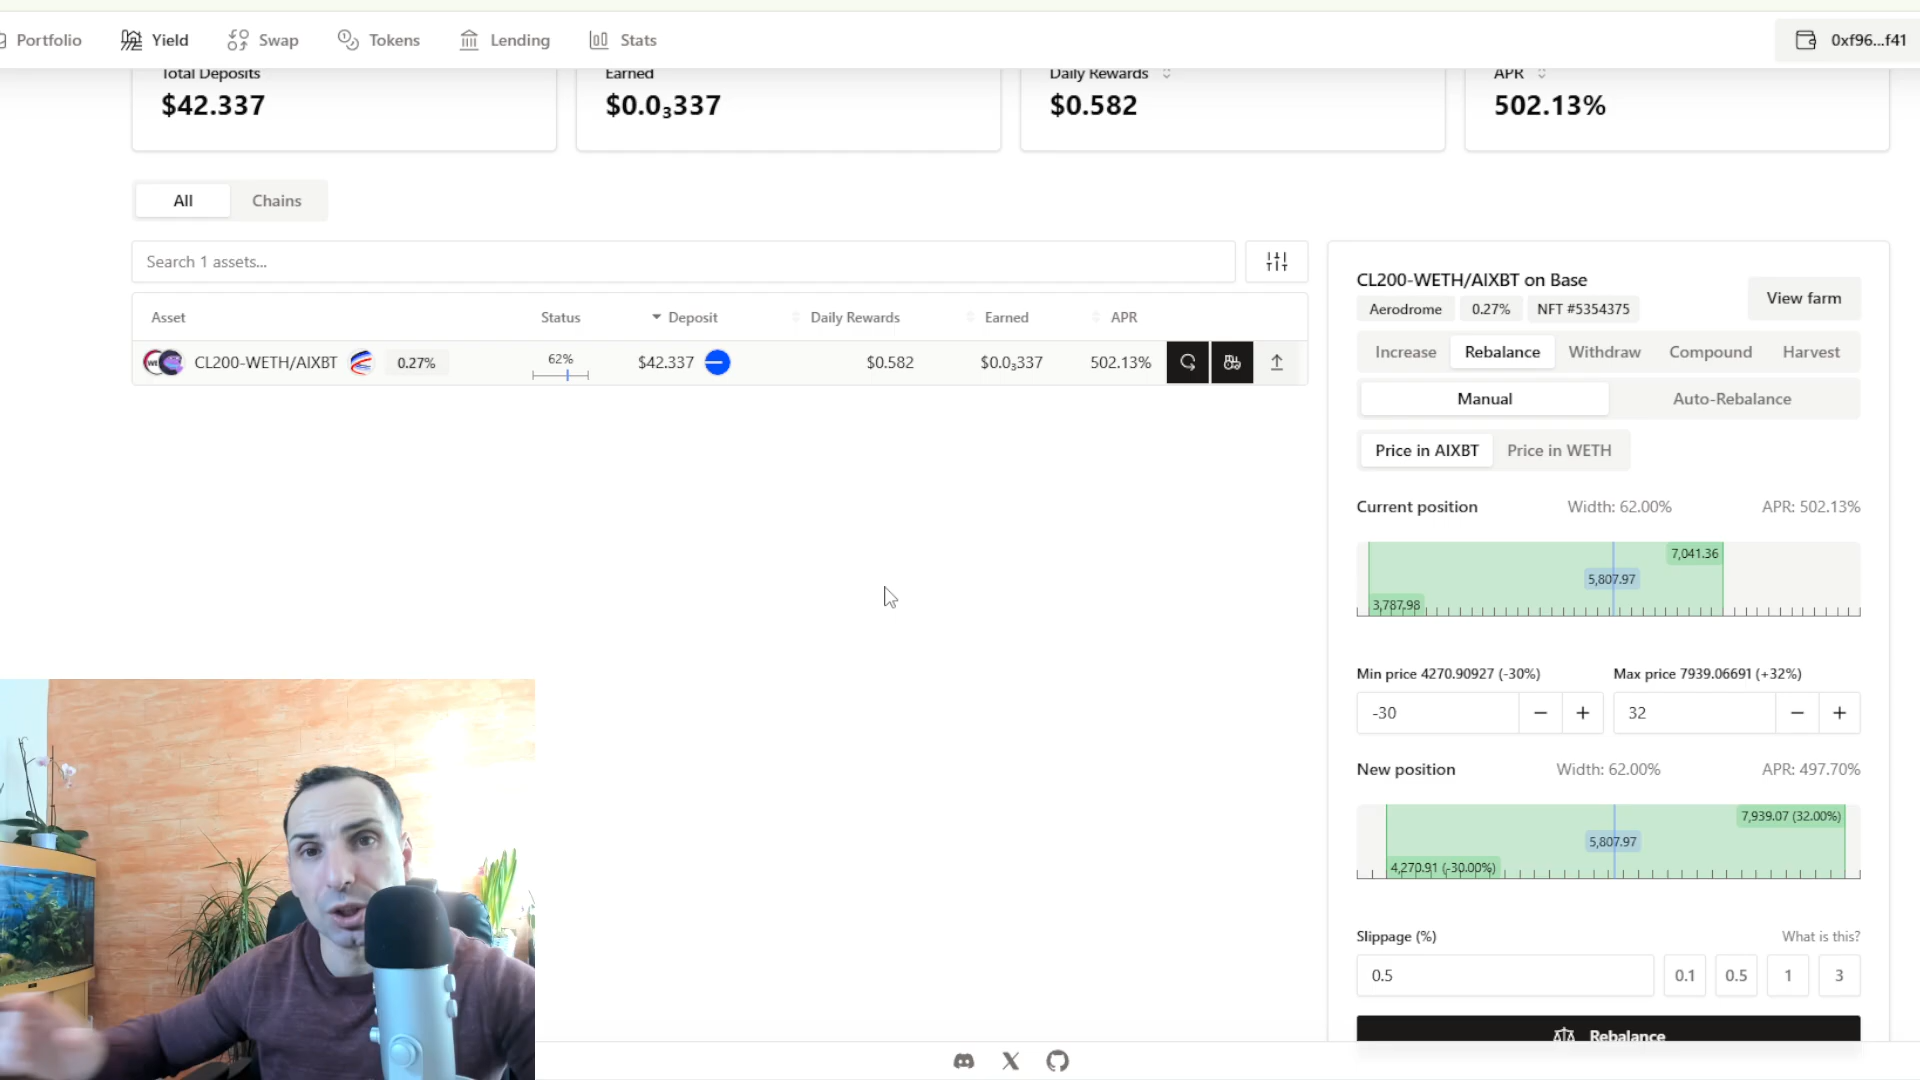 Portfolio Yield Swap Tokens Lending Stats 0xf96...f41
Total Deposits Earned Daily Rewards APR
$42.337 $0.0₃337 $0.582 502.13%
All Chains
Search 1 assets...
Asset Status Deposit Daily Rewards Earned APR
CL200-WETH/AIXBT 0.27% 62% $42.337 $0.582 $0.0₃337 502.13%
CL200-WETH/AIXBT on Base
View farm
Aerodrome 0.27% NFT #5354375
Increase Rebalance Withdraw Compound Harvest
Manual Auto-Rebalance
Price in AIXBT Price in WETH
Current position Width: 62.00% APR: 502.13%
7,041.36
5,807.97
3,787.98
Min price 4270.90927 (-30%) Max price 7939.06691 (+32%)
-30 − + 32 − +
New position Width: 62.00% APR: 497.70%
7,939.07 (32.00%)
5,807.97
4,270.91 (-30.00%)
Slippage (%) What is this?
0.5 0.1 0.5 1 3
Rebalance